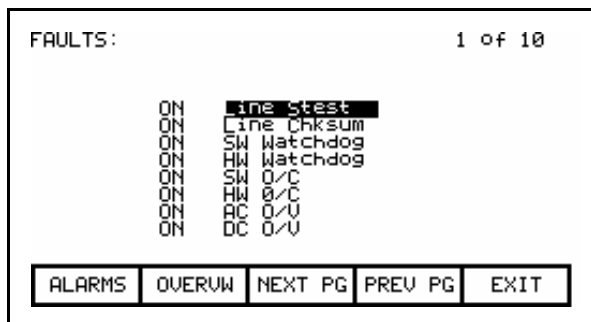 FAULTS: 1 of 10
ON Line Stest
ON Line Chksum
ON SW Watchdog
ON HW Watchdog
ON SW O/C
ON HW 0/C
ON AC O/V
ON DC O/V
ALARMS OVERVW NEXT PG PREV PG EXIT